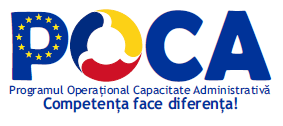 POCA
Programul Operațional Capacitate Administrativă
Competența face diferența!